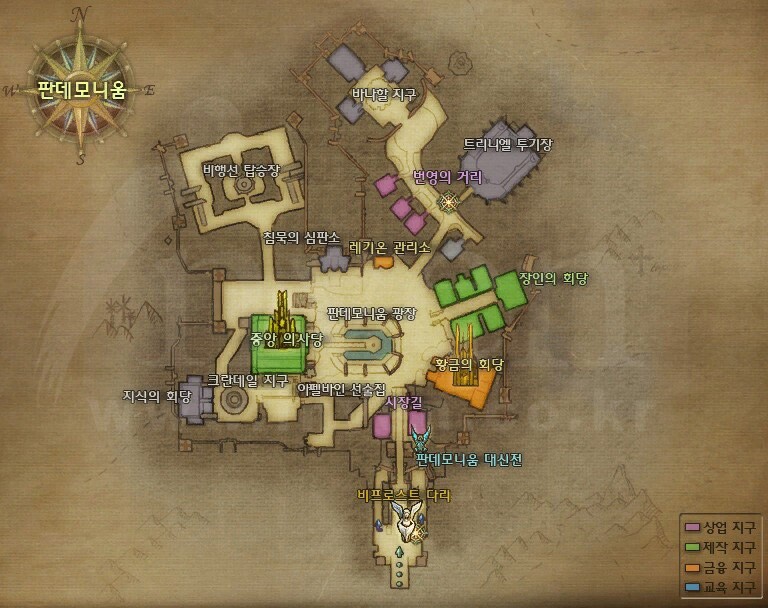 N
W
판데모니움
E
S
바나할 지구
트리니엘 투기장
비행선 탑승장
번영의 거리
침묵의 심판소
레기온 관리소
장인의 회당
판데모니움 광장
중앙 의사당
황금의 회당
크란데일 지구
아펠바인 선술집
지식의 회당
시장길
판데모니움 대신전
비프로스트 다리
상업 지구
제작 지구
금융 지구
교육 지구